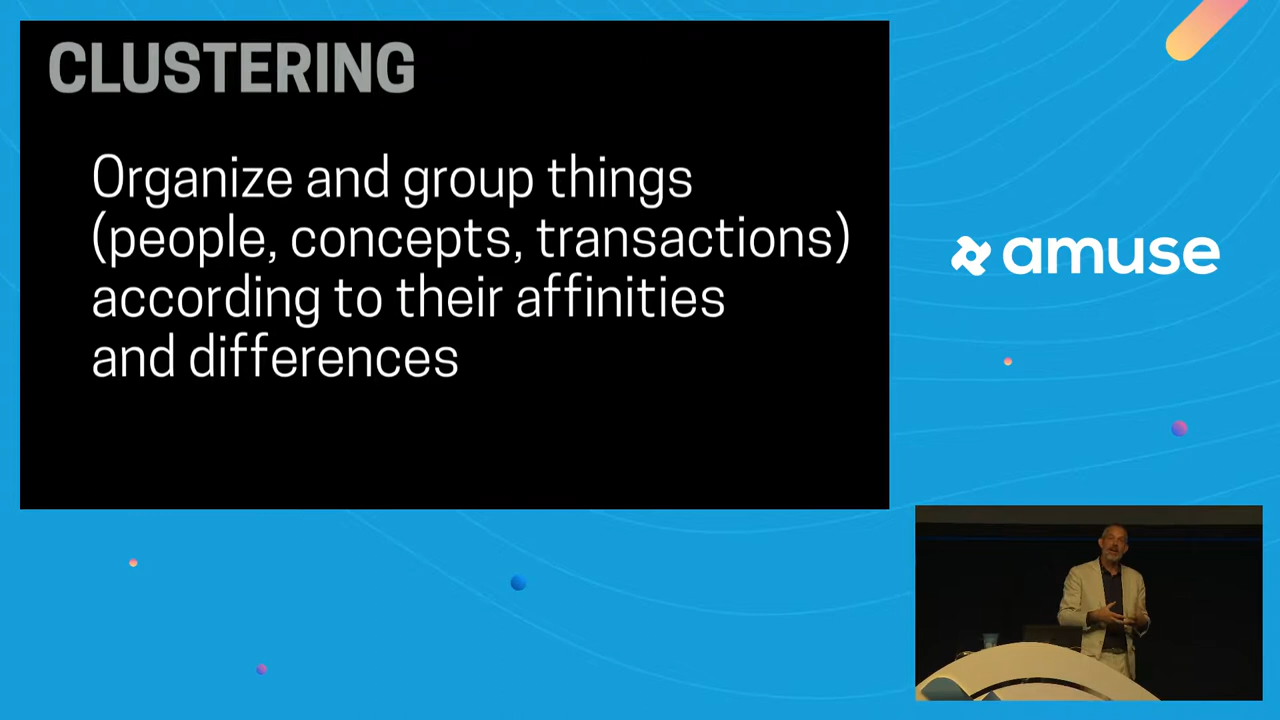 CLUSTERING
Organize and group things
(people, concepts, transactions)
according to their affinities
and differences
amuse